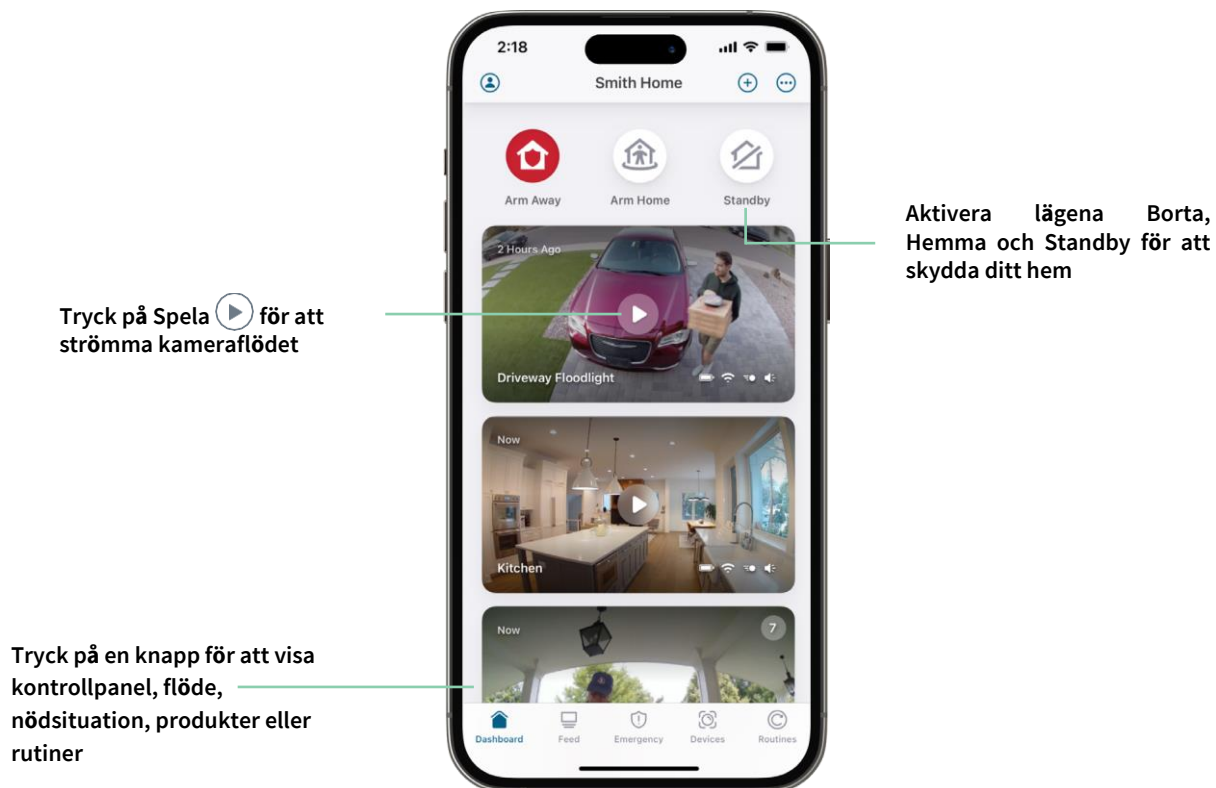 2:18
Smith Home
Arm Away
Arm Home
Standby
2 Hours Ago
Driveway Floodlight
Aktivera lägena Borta,
Hemma och Standby för att
skydda ditt hem
Tryck på Spela för att
strömma kameraflödet
Now
Kitchen
Now
7
Tryck på en knapp för att visa
kontrollpanel, flöde,
nödsituation, produkter eller
rutiner
Dashboard
Feed
Emergency
Devices
Routines